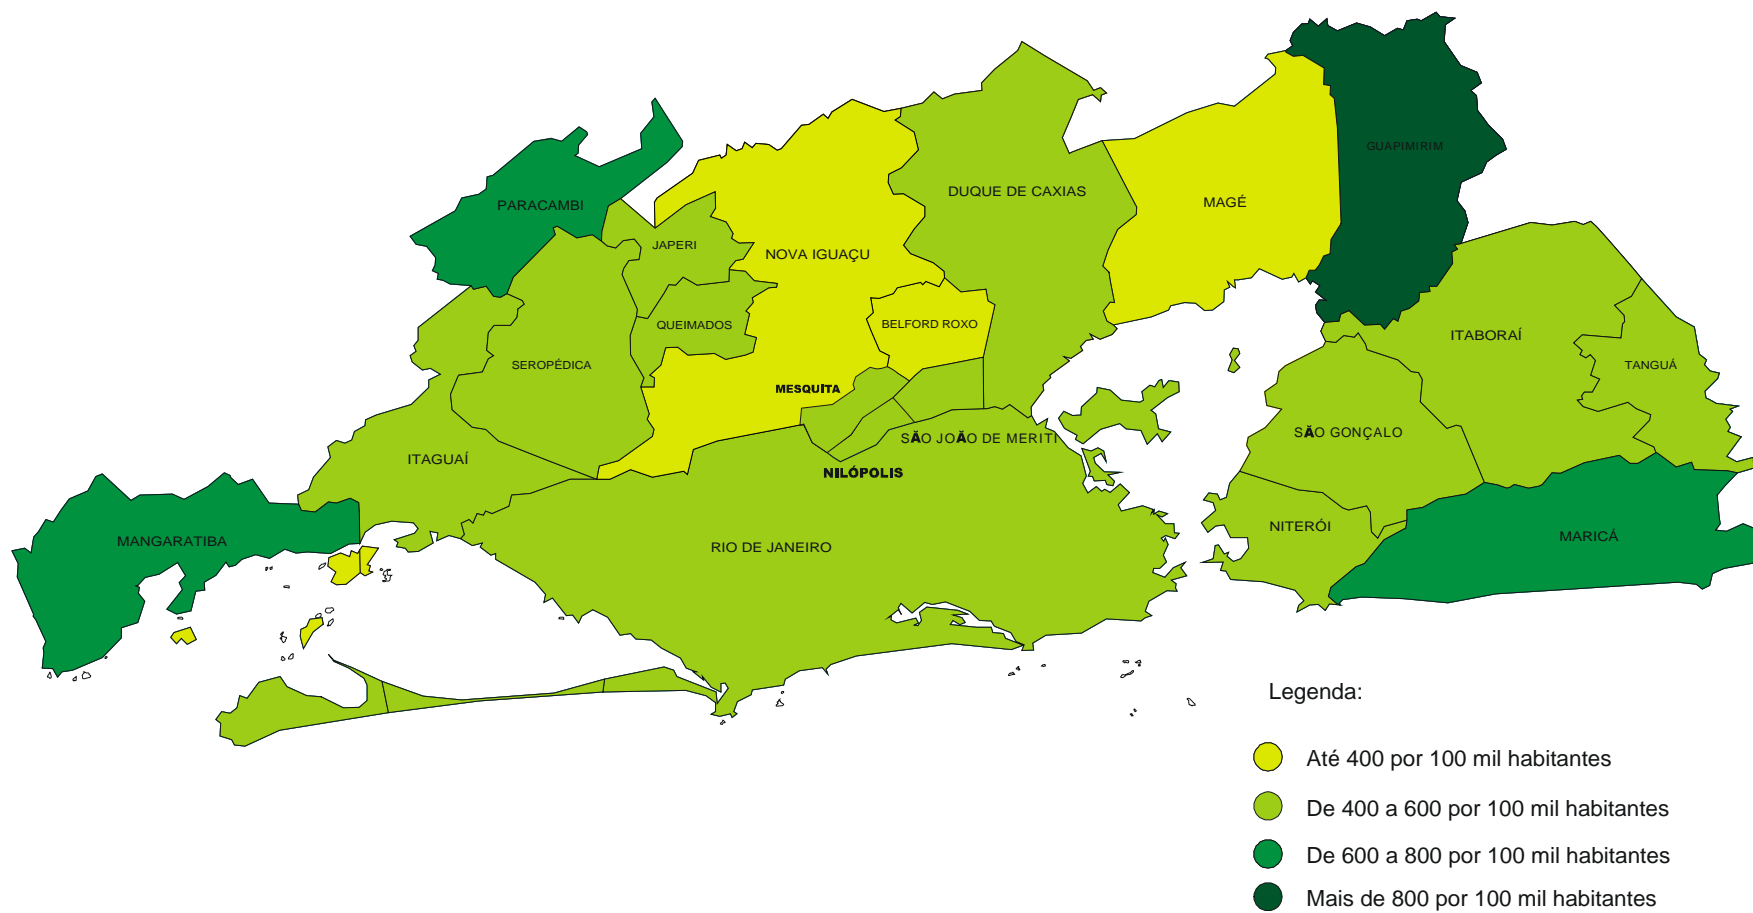 GUAPIMIRIM
DUQUE DE CAXIAS
MAGÉ
PARACAMBI
JAPERI
NOVA IGUAÇU
QUEIMADOS
BELFORD ROXO
ITABORAÍ
SEROPÉDICA
TANGUÁ
MESQUITA
SÃO JOÃO DE MERITI
SÃO GONÇALO
ITAGUAÍ
NILÓPOLIS
NITERÓI
MANGARATIBA
RIO DE JANEIRO
MARICÁ
Legenda:
Até 400 por 100 mil habitantes
De 400 a 600 por 100 mil habitantes
De 600 a 800 por 100 mil habitantes
Mais de 800 por 100 mil habitantes